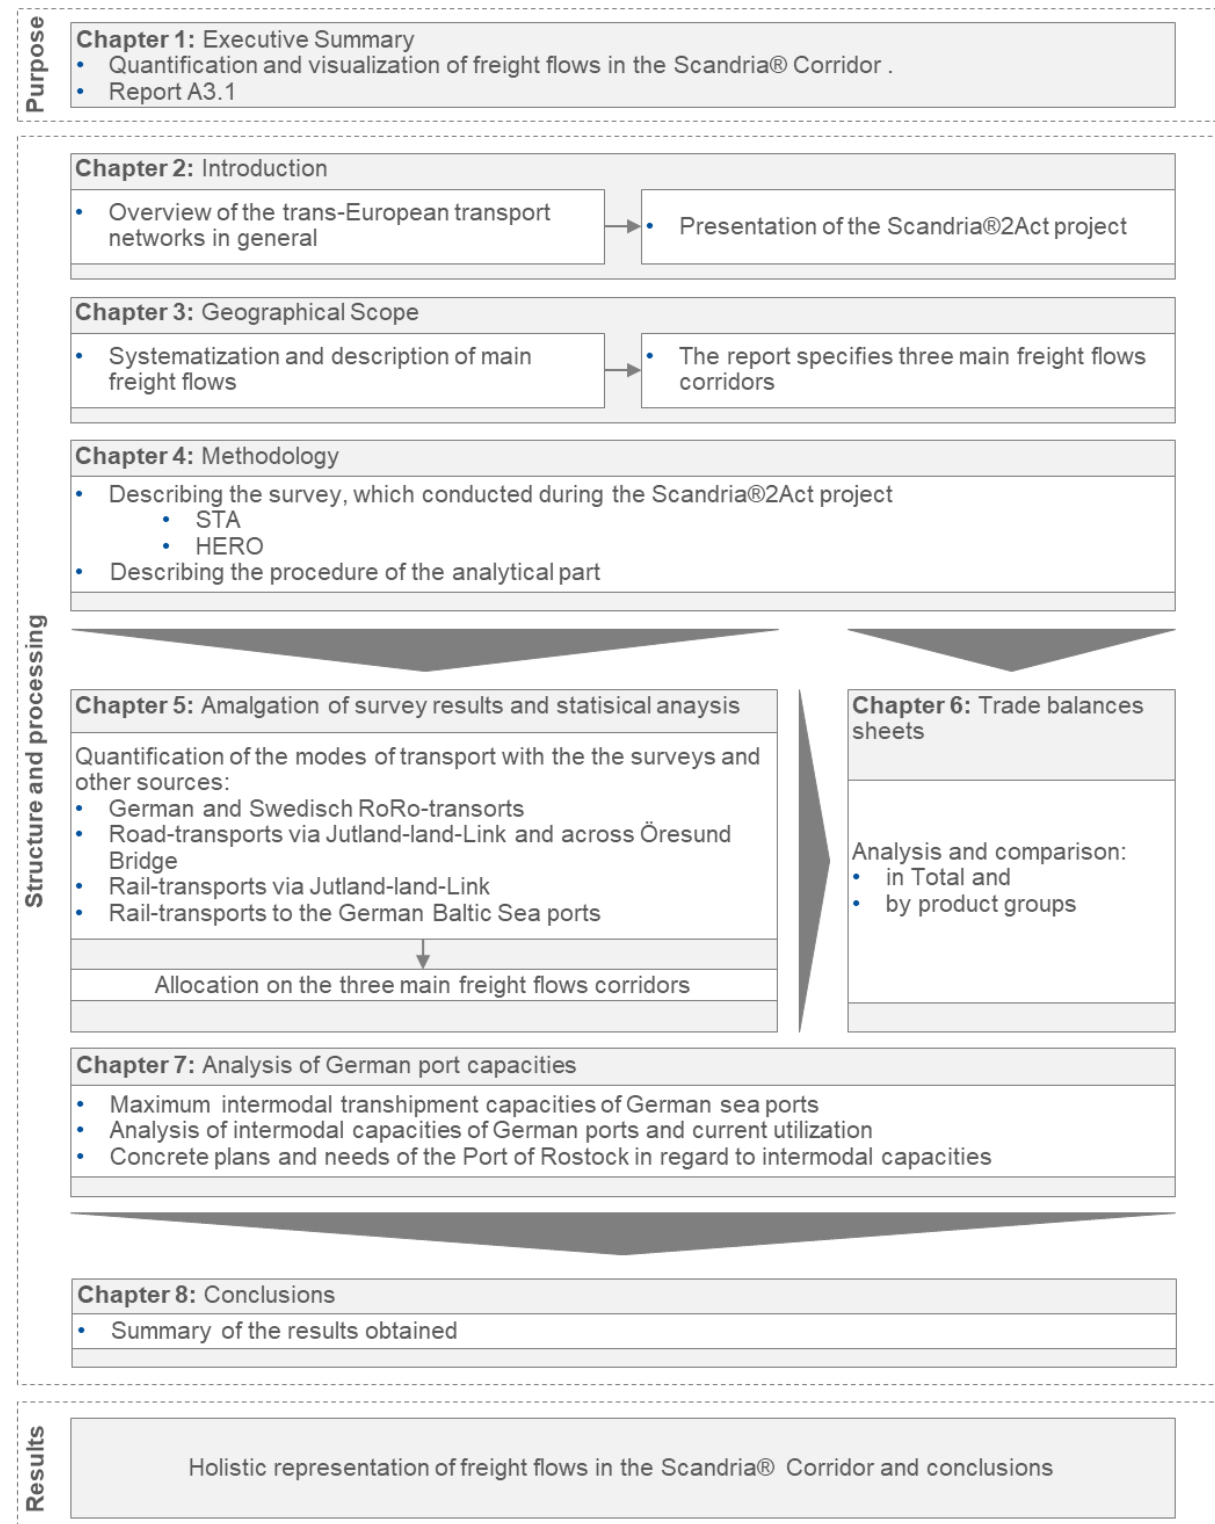 Purpose
Chapter 1: Executive Summary
• Quantification and visualization of freight flows in the Scandria® Corridor .
• Report A3.1
Structure and processing
Chapter 2: Introduction
• Overview of the trans-European transport
networks in general
• Presentation of the Scandria®2Act project
Chapter 3: Geographical Scope
• Systematization and description of main
freight flows
• The report specifies three main freight flows
corridors
Chapter 4: Methodology
• Describing the survey, which conducted during the Scandria®2Act project
• STA
• HERO
• Describing the procedure of the analytical part
Chapter 5: Amalgation of survey results and statisical anaysis
Quantification of the modes of transport with the the surveys and
other sources:
• German and Swedisch RoRo-transorts
• Road-transports via Jutland-land-Link and across Öresund
Bridge
• Rail-transports via Jutland-land-Link
• Rail-transports to the German Baltic Sea ports
Allocation on the three main freight flows corridors
Chapter 6: Trade balances
sheets
Analysis and comparison:
• in Total and
• by product groups
Chapter 7: Analysis of German port capacities
• Maximum intermodal transhipment capacities of German sea ports
• Analysis of intermodal capacities of German ports and current utilization
• Concrete plans and needs of the Port of Rostock in regard to intermodal capacities
Chapter 8: Conclusions
• Summary of the results obtained
Results
Holistic representation of freight flows in the Scandria® Corridor and conclusions